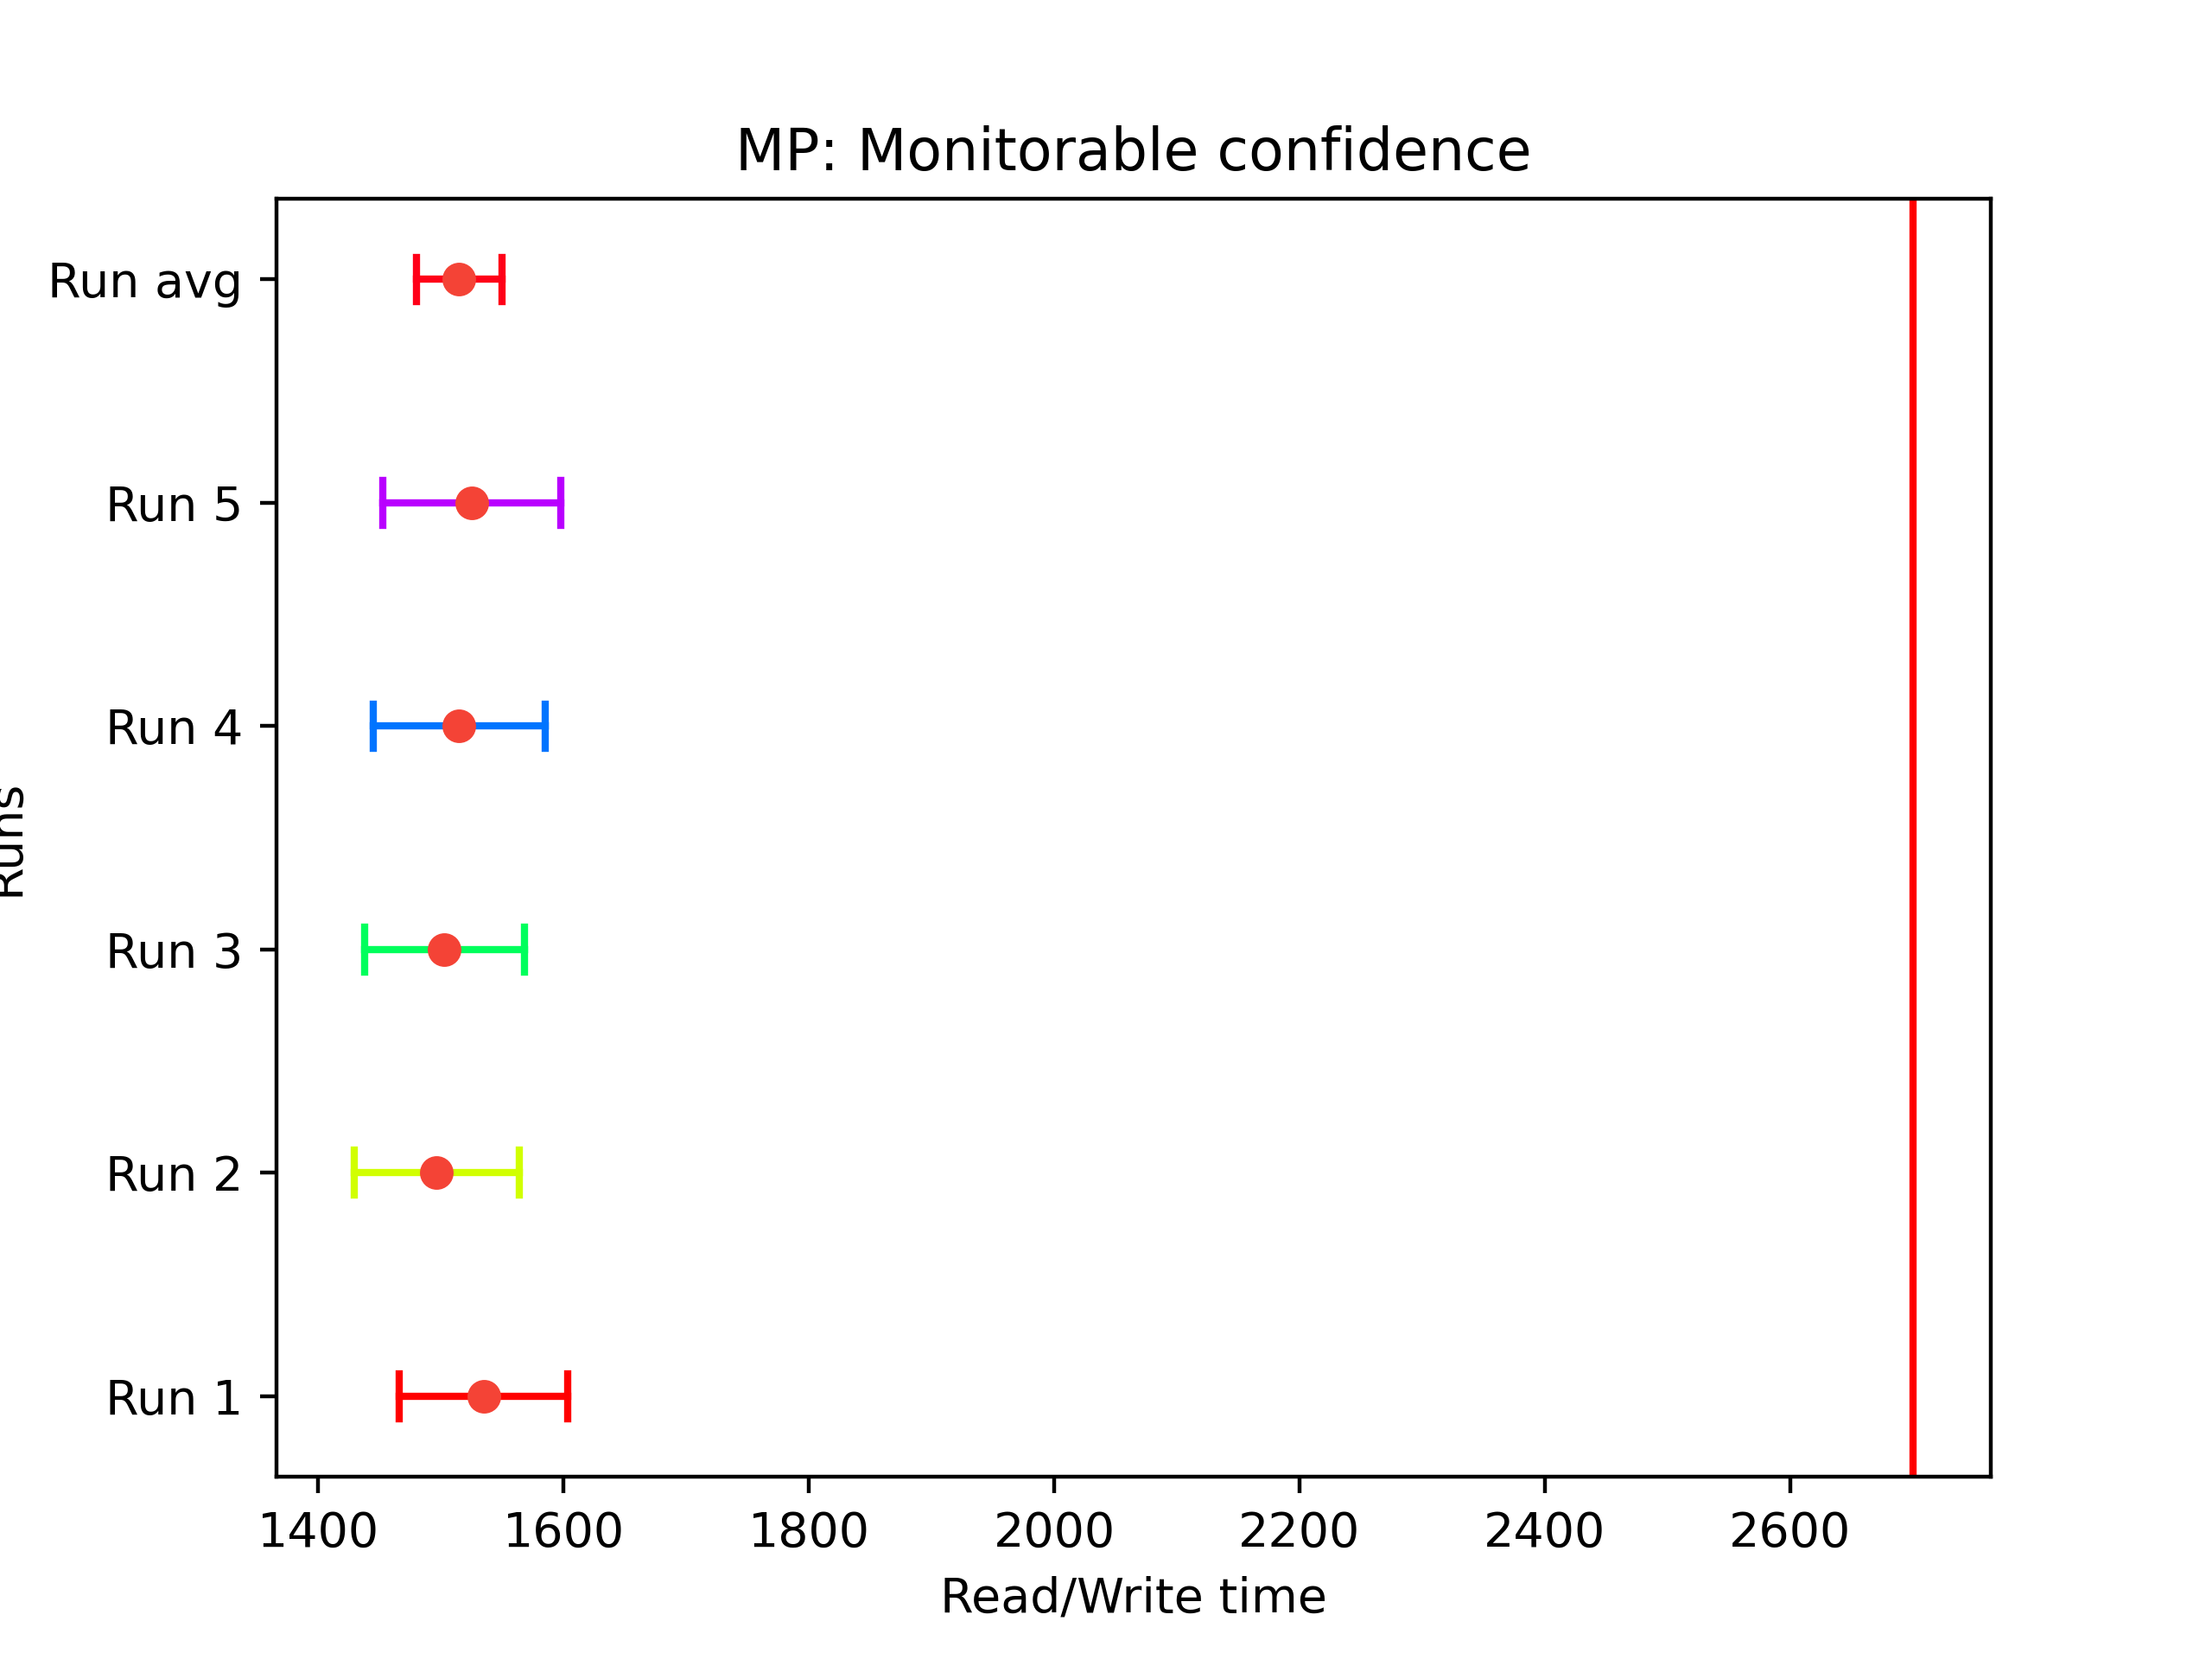 MP: Monitorable confidence
Run avg
Run 5
Run 4
Runs
Run 3
Run 2
Run 1
1400 1600 1800 2000 2200 2400 2600
Read/Write time